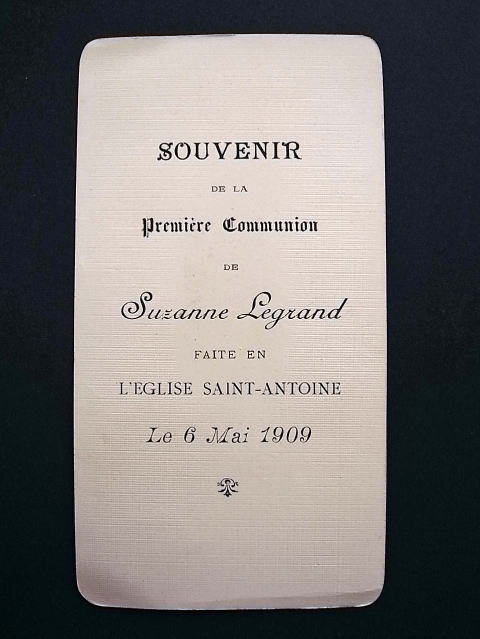 SOUVENIR
DE LA
Première Communion
DE
Suzanne Legrand
FAITE EN
L'EGLISE SAINT-ANTOINE
Le 6 Mai 1909